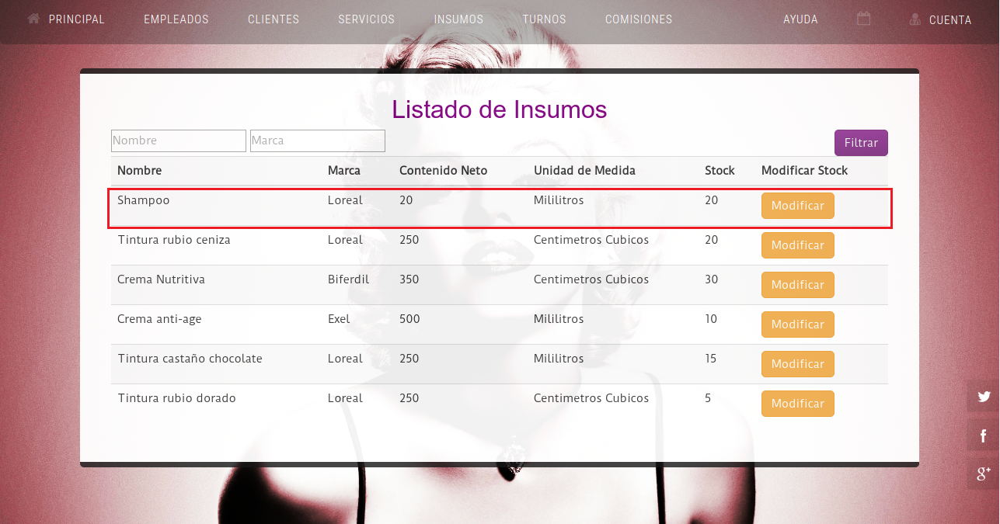 PRINCIPAL EMPLEADOS CLIENTES SERVICIOS INSUMOS TURNOS COMISIONES AYUDA CUENTA
Listado de Insumos
Nombre Marca Filtrar
Nombre Marca Contenido Neto Unidad de Medida Stock Modificar Stock
Shampoo Loreal 20 Mililitros 20 Modificar
Tintura rubio ceniza Loreal 250 Centimetros Cubicos 20 Modificar
Crema Nutritiva Biferdil 350 Centimetros Cubicos 30 Modificar
Crema anti-age Exel 500 Mililitros 10 Modificar
Tintura castaño chocolate Loreal 250 Mililitros 15 Modificar
Tintura rubio dorado Loreal 250 Centimetros Cubicos 5 Modificar